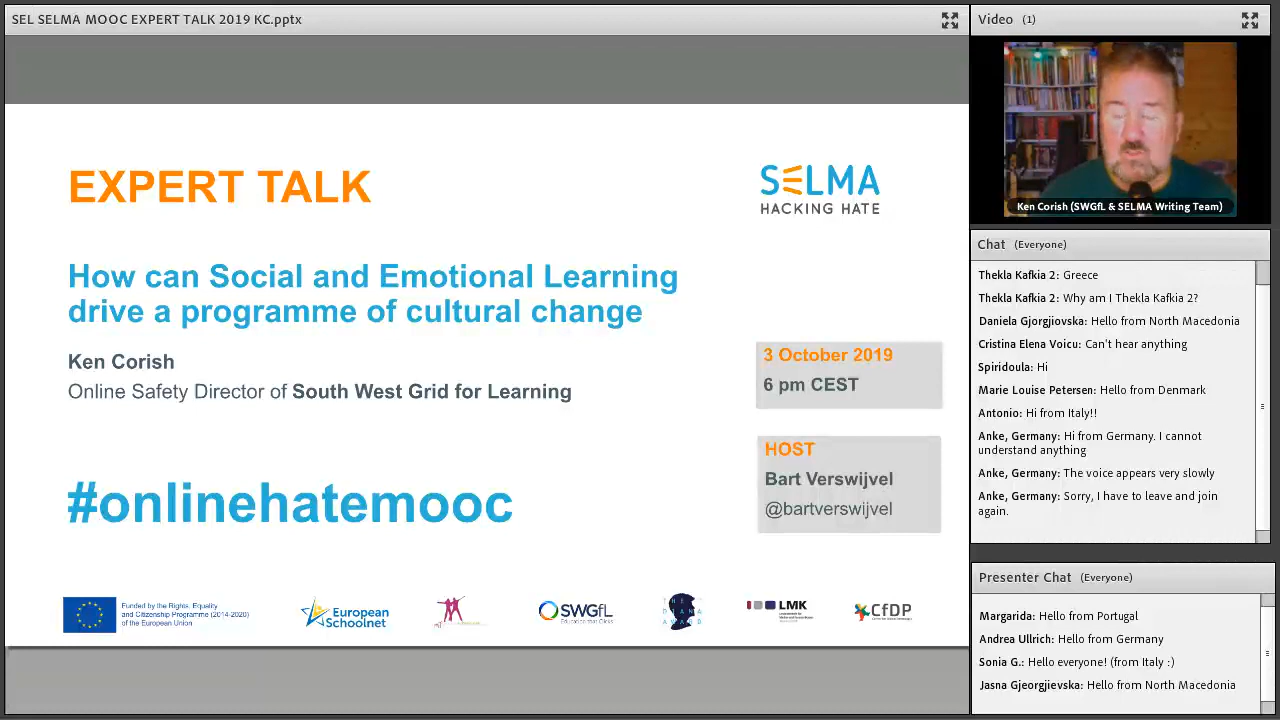 SEL SELMA MOOC EXPERT TALK 2019 KC.pptx
EXPERT TALK
SELMA
HACKING HATE
How can Social and Emotional Learning
drive a programme of cultural change
Ken Corish
Online Safety Director of South West Grid for Learning
3 October 2019
6 pm CEST
HOST
Bart Verswijvel
@bartverswijvel
#onlinehatemooc
Funded by the Rights, Equality
and Citizenship Programme (2014-2020)
of the European Union
European
Schoolnet
SWGfL
Education that Clicks
THE
DIANA
AWARD
LMK
CfDP
Video (1)
Ken Corish (SWGfL & SELMA Writing Team)
Chat (Everyone)
Thekla Kafkia 2: Greece
Thekla Kafkia 2: Why am I Thekla Kafkia 2?
Daniela Gjorgjiovska: Hello from North Macedonia
Cristina Elena Voicu: Can't hear anything
Spiridoula: Hi
Marie Louise Petersen: Hello from Denmark
Antonio: Hi from Italy!!
Anke, Germany: Hi from Germany. I cannot
understand anything
Anke, Germany: The voice appears very slowly
Anke, Germany: Sorry, I have to leave and join
again.
Presenter Chat (Everyone)
Margarida: Hello from Portugal
Andrea Ullrich: Hello from Germany
Sonia G.: Hello everyone! (from Italy :)
Jasna Gjeorgjievska: Hello from North Macedonia